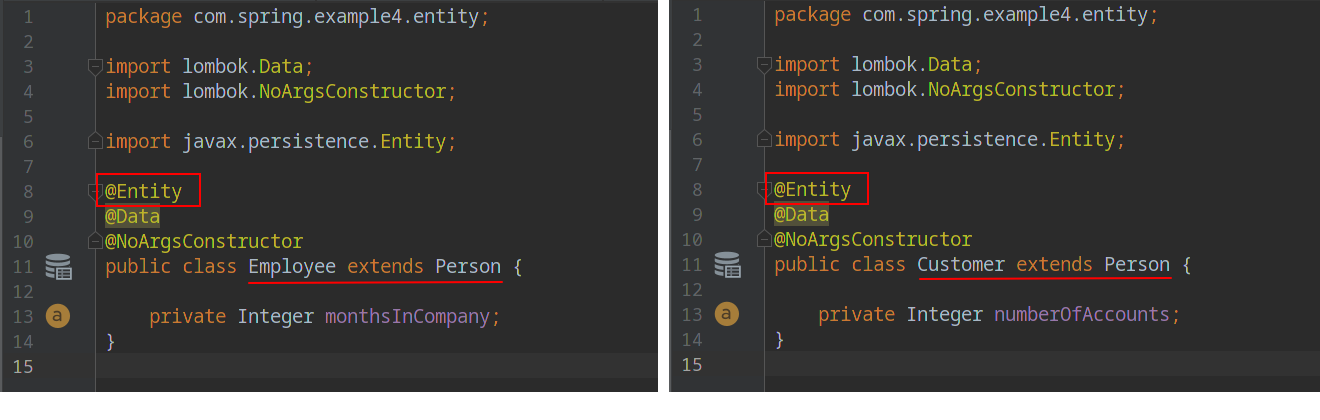 1 package com.spring.example4.entity;
2
3 import lombok.Data;
4 import lombok.NoArgsConstructor;
5
6 import javax.persistence.Entity;
7
8 @Entity
9 @Data
10 @NoArgsConstructor
11 public class Employee extends Person {
12
13 a private Integer monthsInCompany;
14 }
15
1 package com.spring.example4.entity;
2
3 import lombok.Data;
4 import lombok.NoArgsConstructor;
5
6 import javax.persistence.Entity;
7
8 @Entity
9 @Data
10 @NoArgsConstructor
11 public class Customer extends Person {
12
13 a private Integer numberOfAccounts;
14 }
15